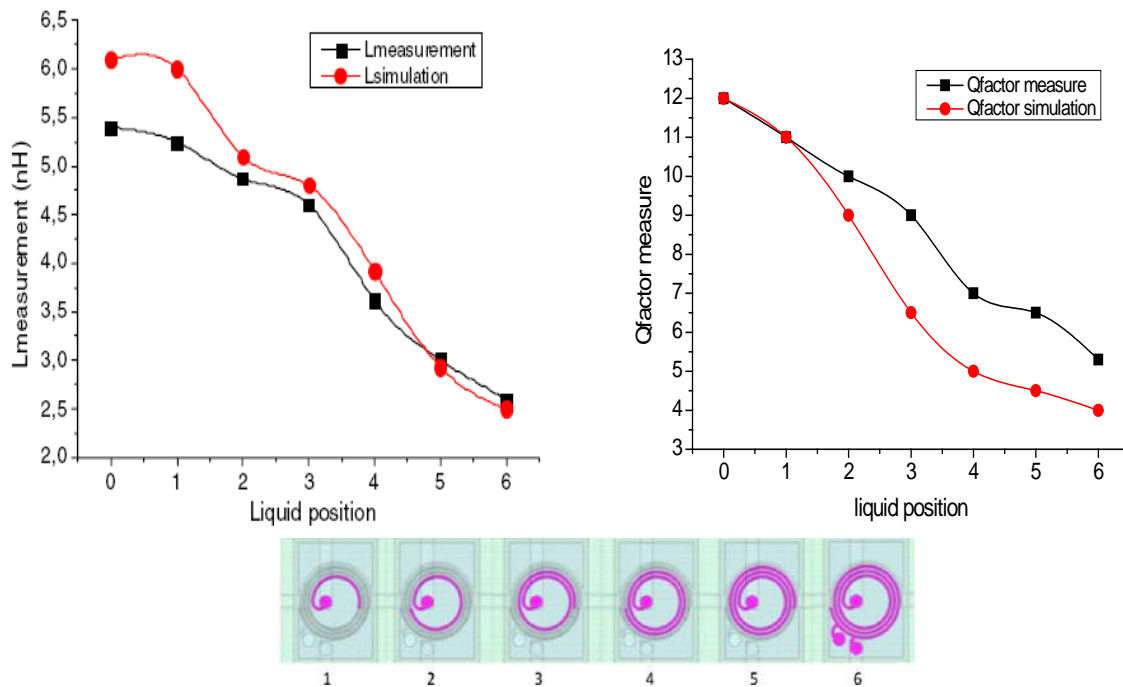 6,5
6,0
5,5
5,0
4,5
4,0
3,5
3,0
2,5
2,0
Lmeasurement (nH)
Lmeasurement
Lsimulation
0 1 2 3 4 5 6
Liquid position
13
12
11
10
9
8
7
6
5
4
3
Qfactor measure
Qfactor measure
Qfactor simulation
0 1 2 3 4 5 6
liquid position
1 2 3 4 5 6